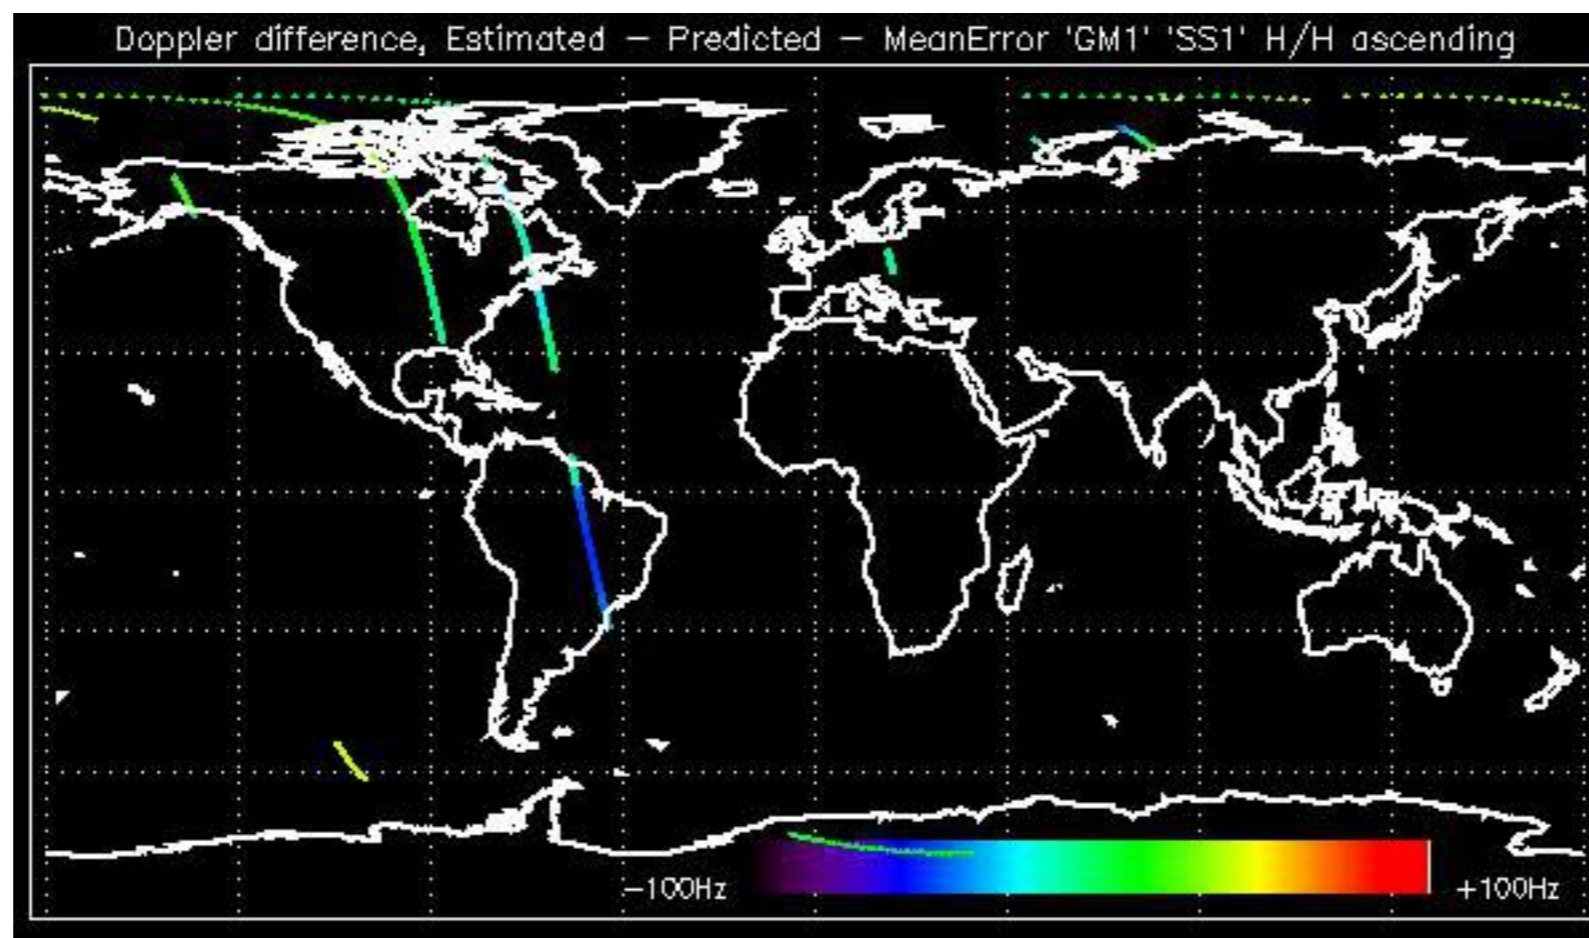 Doppler difference, Estimated – Predicted – MeanError 'GM1' 'SS1' H/H ascending
–100Hz +100Hz